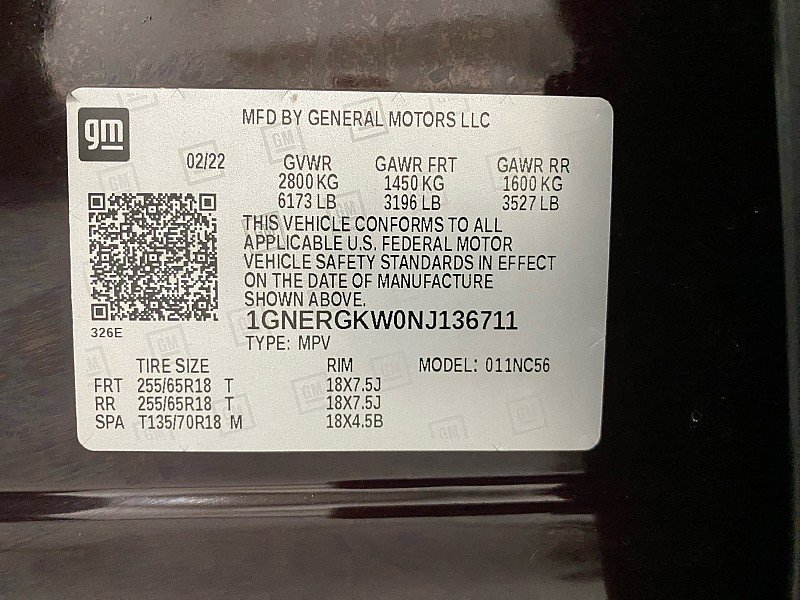 gm
MFD BY GENERAL MOTORS LLC
02/22 GVWR GAWR FRT GAWR RR
2800 KG 1450 KG 1600 KG
6173 LB 3196 LB 3527 LB
THIS VEHICLE CONFORMS TO ALL
APPLICABLE U.S. FEDERAL MOTOR
VEHICLE SAFETY STANDARDS IN EFFECT
ON THE DATE OF MANUFACTURE
SHOWN ABOVE.
1GNERGKW0NJ136711
326E
TYPE: MPV
TIRE SIZE RIM MODEL: 011NC56
FRT 255/65R18 T 18X7.5J
RR 255/65R18 T 18X7.5J
SPA T135/70R18 M 18X4.5B